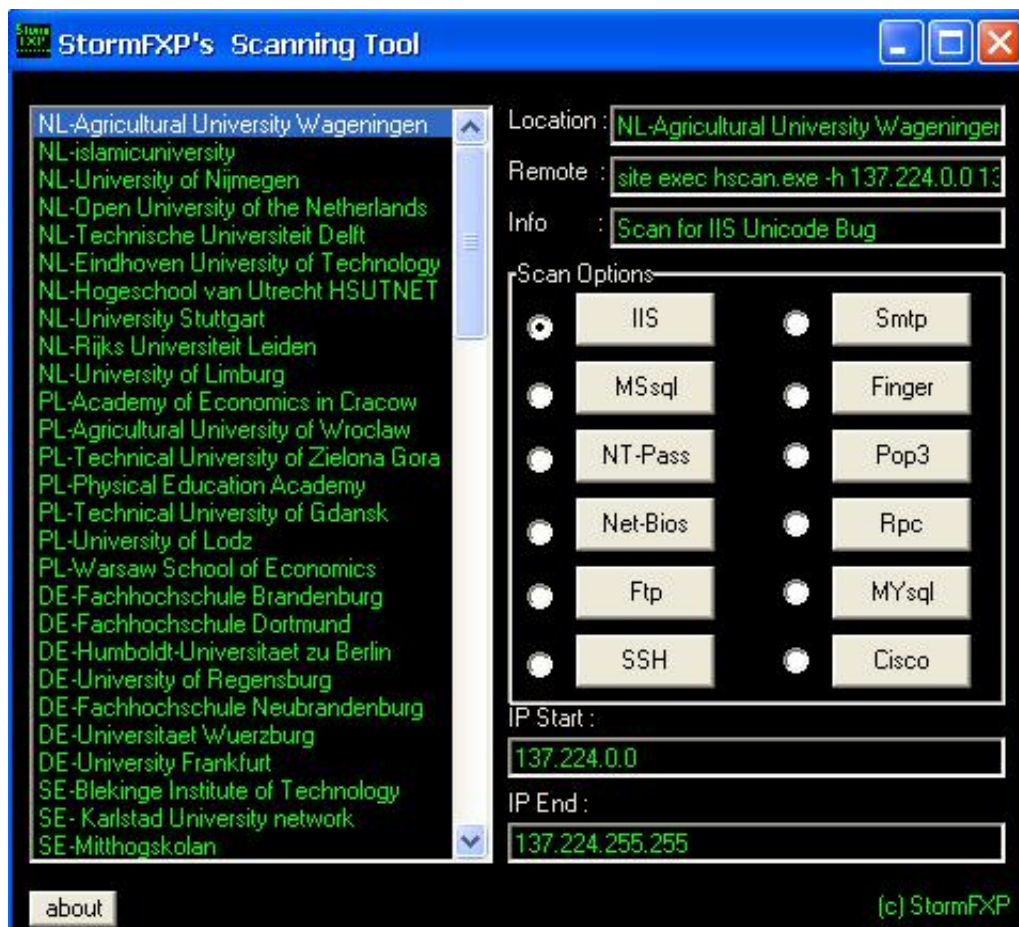 Storm
FXP
StormFXP's Scanning Tool
NL-Agricultural University Wageningen
NL-islamicuniversity
NL-University of Nijmegen
NL-Open University of the Netherlands
NL-Technische Universiteit Delft
NL-Eindhoven University of Technology
NL-Hogeschool van Utrecht HSUTNET
NL-University Stuttgart
NL-Rijks Universiteit Leiden
NL-University of Limburg
PL-Academy of Economics in Cracow
PL-Agricultural University of Wroclaw
PL-Technical University of Zielona Gora
PL-Physical Education Academy
PL-Technical University of Gdansk
PL-University of Lodz
PL-Warsaw School of Economics
DE-Fachhochschule Brandenburg
DE-Fachhochschule Dortmund
DE-Humboldt-Universitaet zu Berlin
DE-University of Regensburg
DE-Fachhochschule Neubrandenburg
DE-Universitaet Wuerzburg
DE-University Frankfurt
SE-Blekinge Institute of Technology
SE- Karlstad University network
SE-Mitthogskolan
Location : NL-Agricultural University Wageningen
Remote : site exec hscan.exe -h 137.224.0.0 13
Info : Scan for IIS Unicode Bug
Scan Options
IIS Smtp
MSsql Finger
NT-Pass Pop3
Net-Bios Rpc
Ftp MYsql
SSH Cisco
IP Start :
137.224.0.0
IP End :
137.224.255.255
about
(c) StormFXP